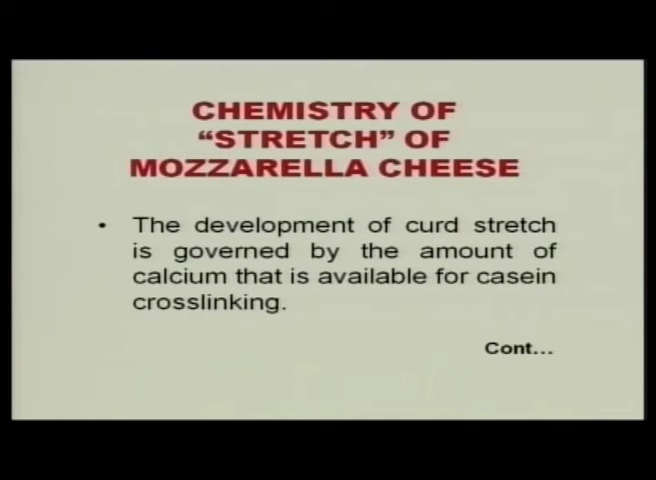 CHEMISTRY OF
“STRETCH” OF
MOZZARELLA CHEESE
• The development of curd stretch
is governed by the amount of
calcium that is available for casein
crosslinking.
Cont...